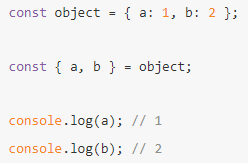 const object = { a: 1, b: 2 };
const { a, b } = object;
console.log(a); // 1
console.log(b); // 2